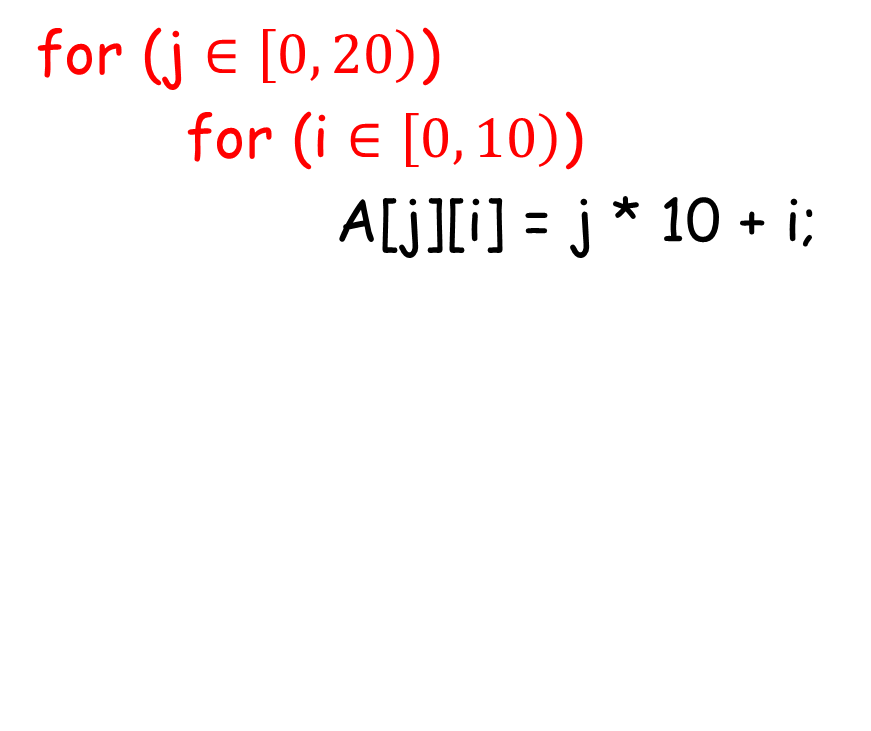 for (j ∈ [0, 20))
for (i ∈ [0, 10))
A[j][i] = j * 10 + i;